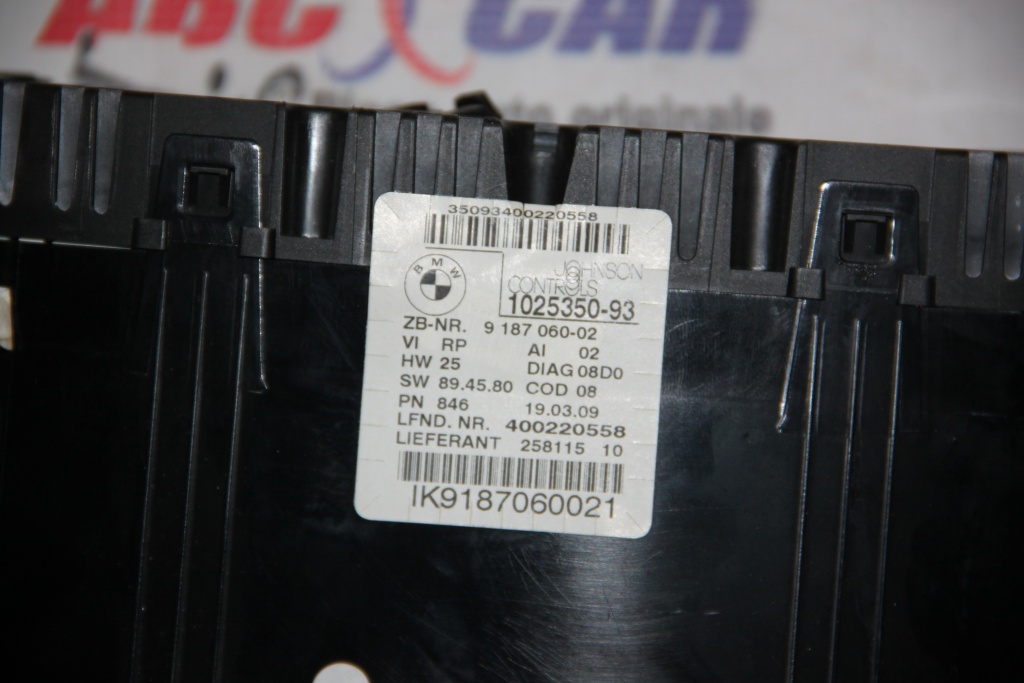 ABC CAR
originale
35093400220558
BMW
JOHNSON
CONTROLS
1025350-93
ZB-NR. 9 187 060-02
VI RP AI 02
HW 25 DIAG 08D0
SW 89.45.80 COD 08
PN 846 19.03.09
LFND. NR. 400220558
LIEFERANT 258115 10
IK9187060021